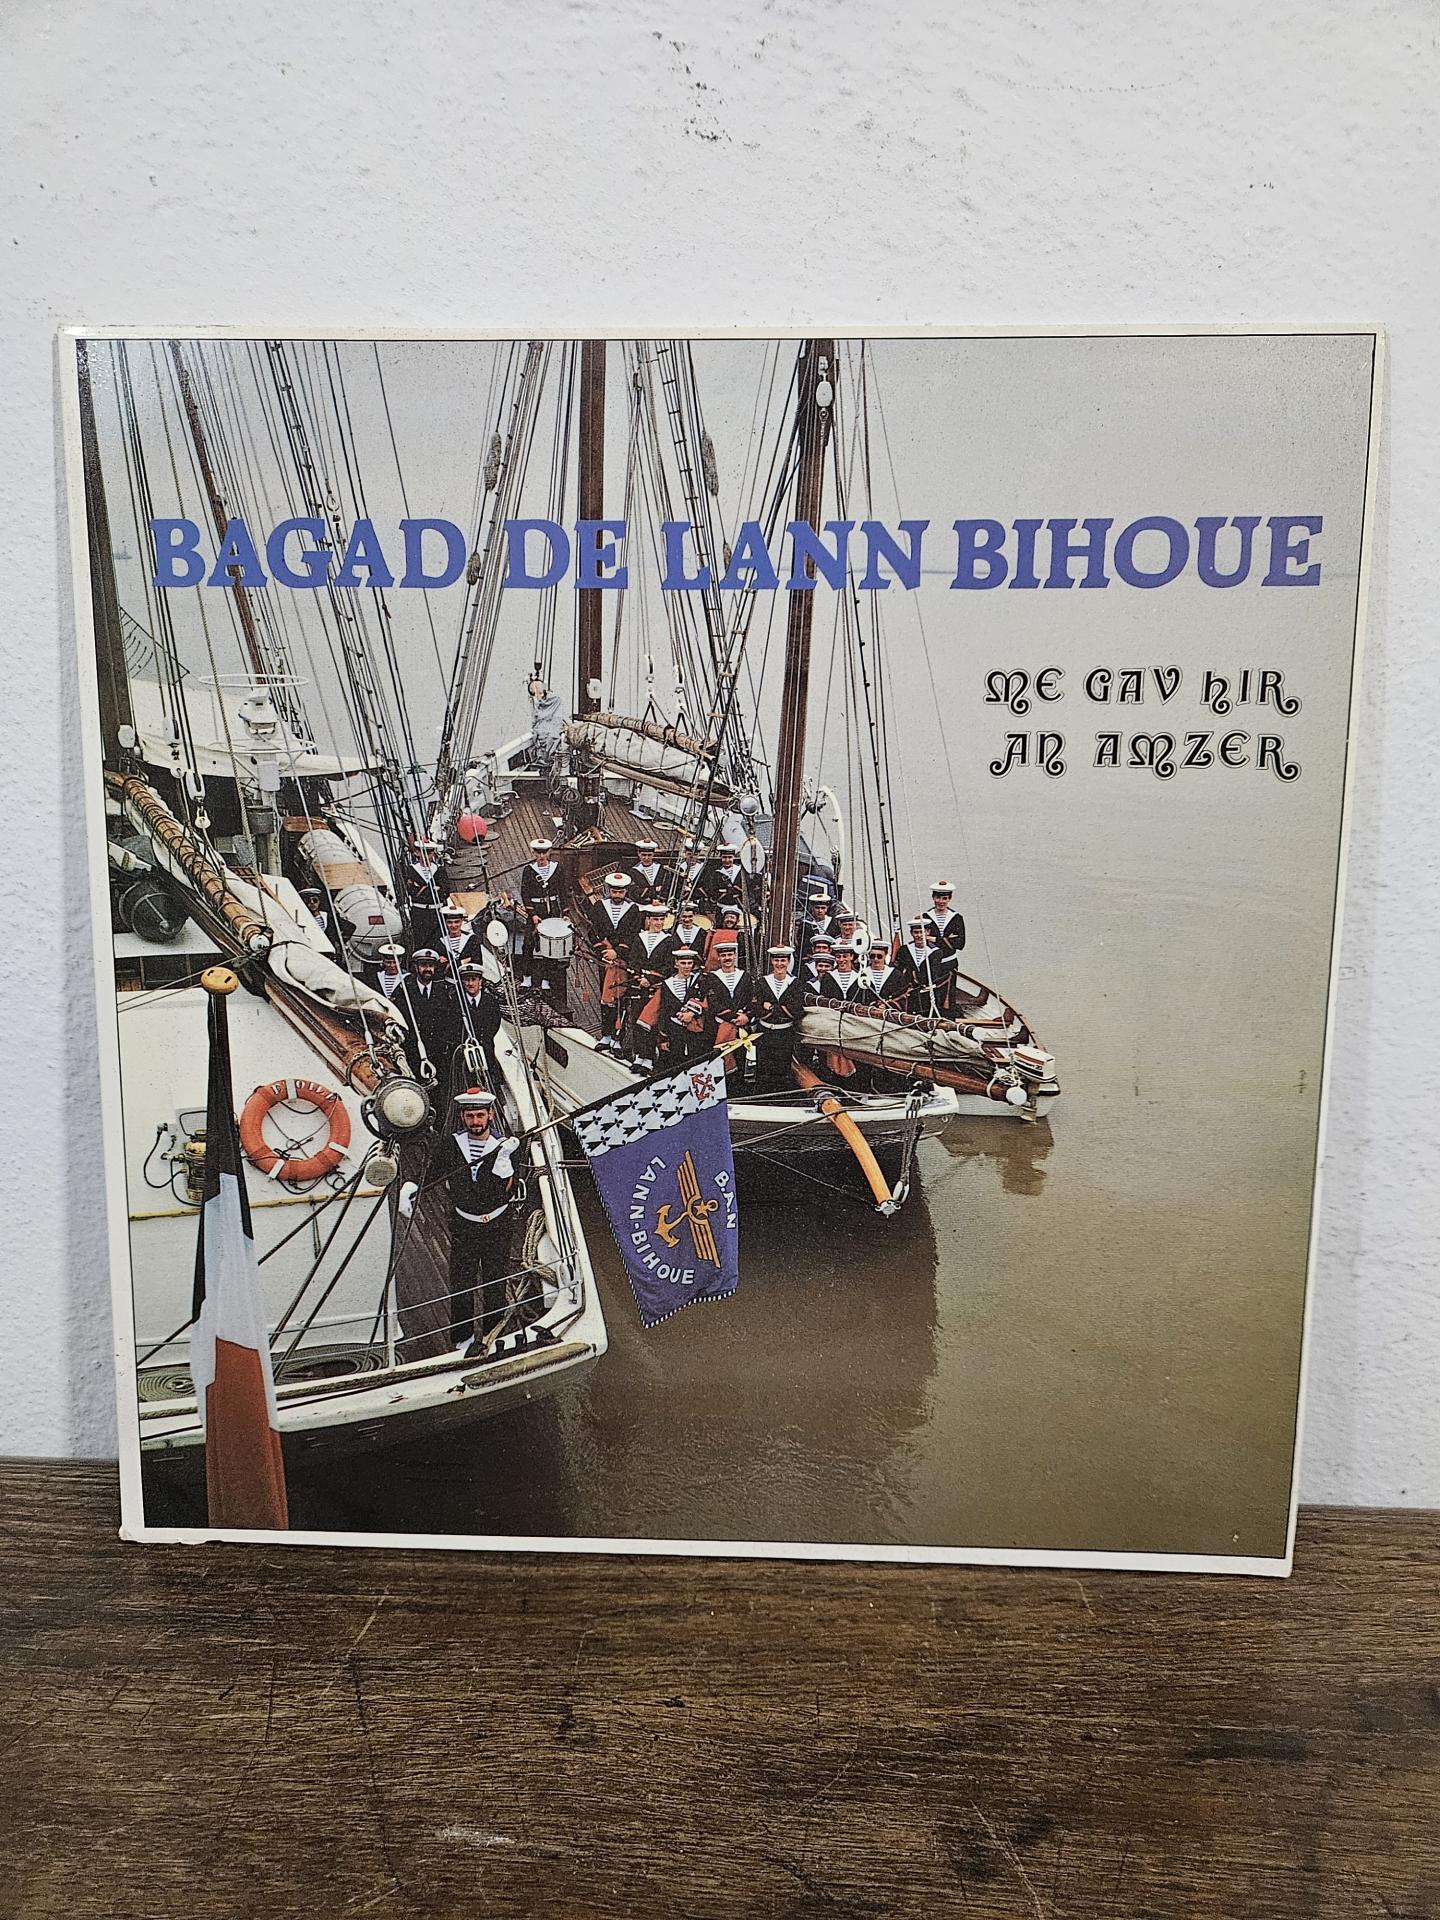 BAGAD DE LANN BIHOUE
ME GAV HIR
AN AMZER
B.A.N
LANN-BIHOUE